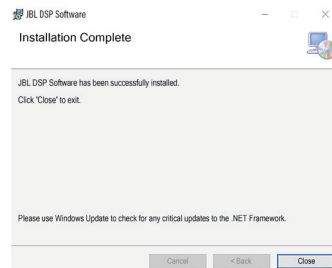 JBL DSP Software
Installation Complete
JBL DSP Software has been successfully installed.
Click 'Close' to exit.
Please use Windows Update to check for any critical updates to the .NET Framework.
Cancel
< Back
Close